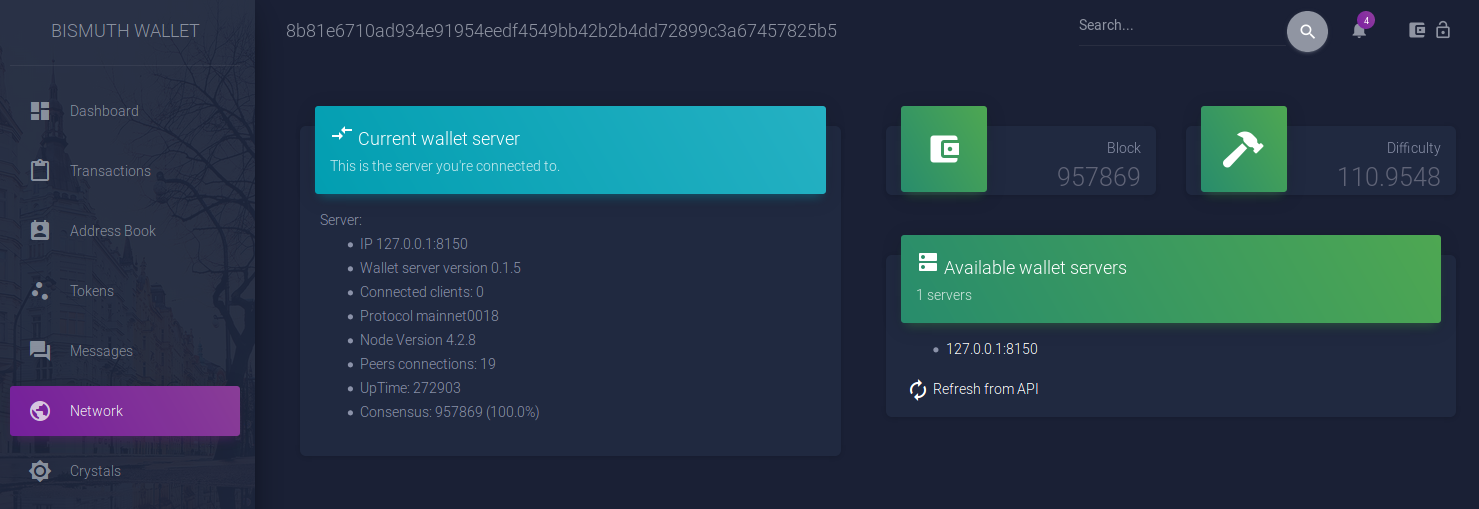 BISMUTH WALLET
8b81e6710ad934e91954eedf4549bb42b2b4dd72899c3a67457825b5
Search...
4
Dashboard
Transactions
Address Book
Tokens
Messages
Network
Crystals
Current wallet server
This is the server you're connected to.
Server:
IP 127.0.0.1:8150
Wallet server version 0.1.5
Connected clients: 0
Protocol mainnet0018
Node Version 4.2.8
Peers connections: 19
UpTime: 272903
Consensus: 957869 (100.0%)
Block
957869
Difficulty
110.9548
Available wallet servers
1 servers
127.0.0.1:8150
Refresh from API